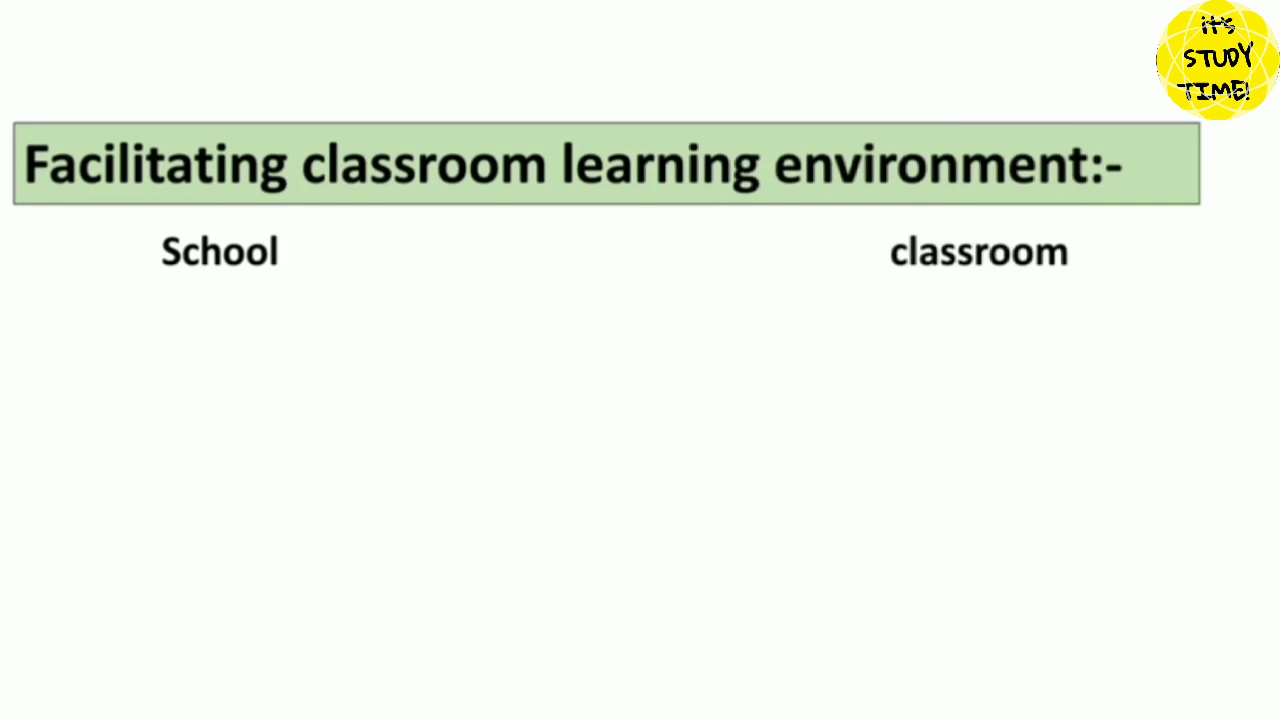 iT's
STUDY
TIME!
Facilitating classroom learning environment:-
School classroom